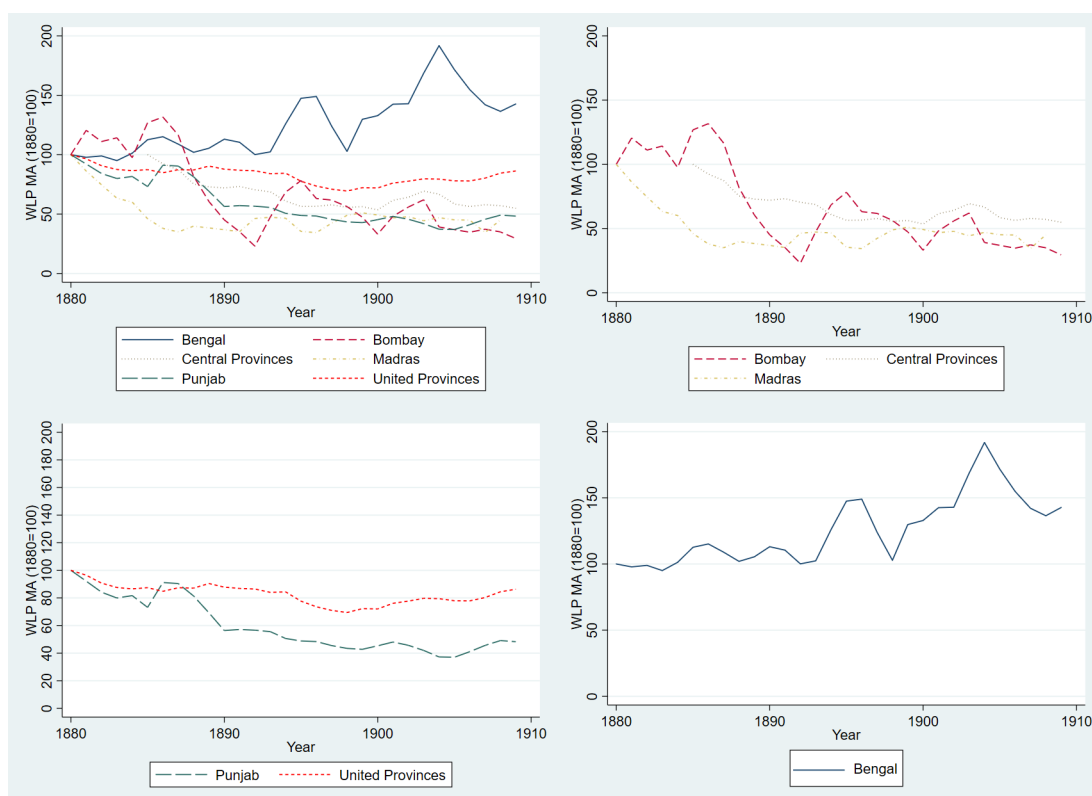 WLP MA (1880=100)
200
150
100
50
0
1880 1890 1900 1910
Year
Bengal Bombay
Central Provinces Madras
Punjab United Provinces
WLP MA (1880=100)
200
150
100
50
0
1880 1890 1900 1910
Year
Bombay Central Provinces
Madras
WLP MA (1880=100)
200
180
160
140
120
100
80
60
40
20
0
1880 1890 1900 1910
Year
Punjab United Provinces
WLP MA (1880=100)
200
150
100
50
0
1880 1890 1900 1910
Year
Bengal